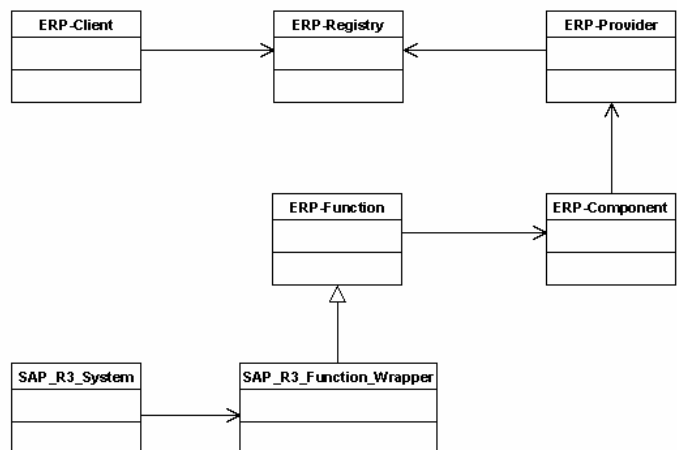 ERP-Client
ERP-Registry
ERP-Provider
ERP-Function
ERP-Component
SAP_R3_System
SAP_R3_Function_Wrapper